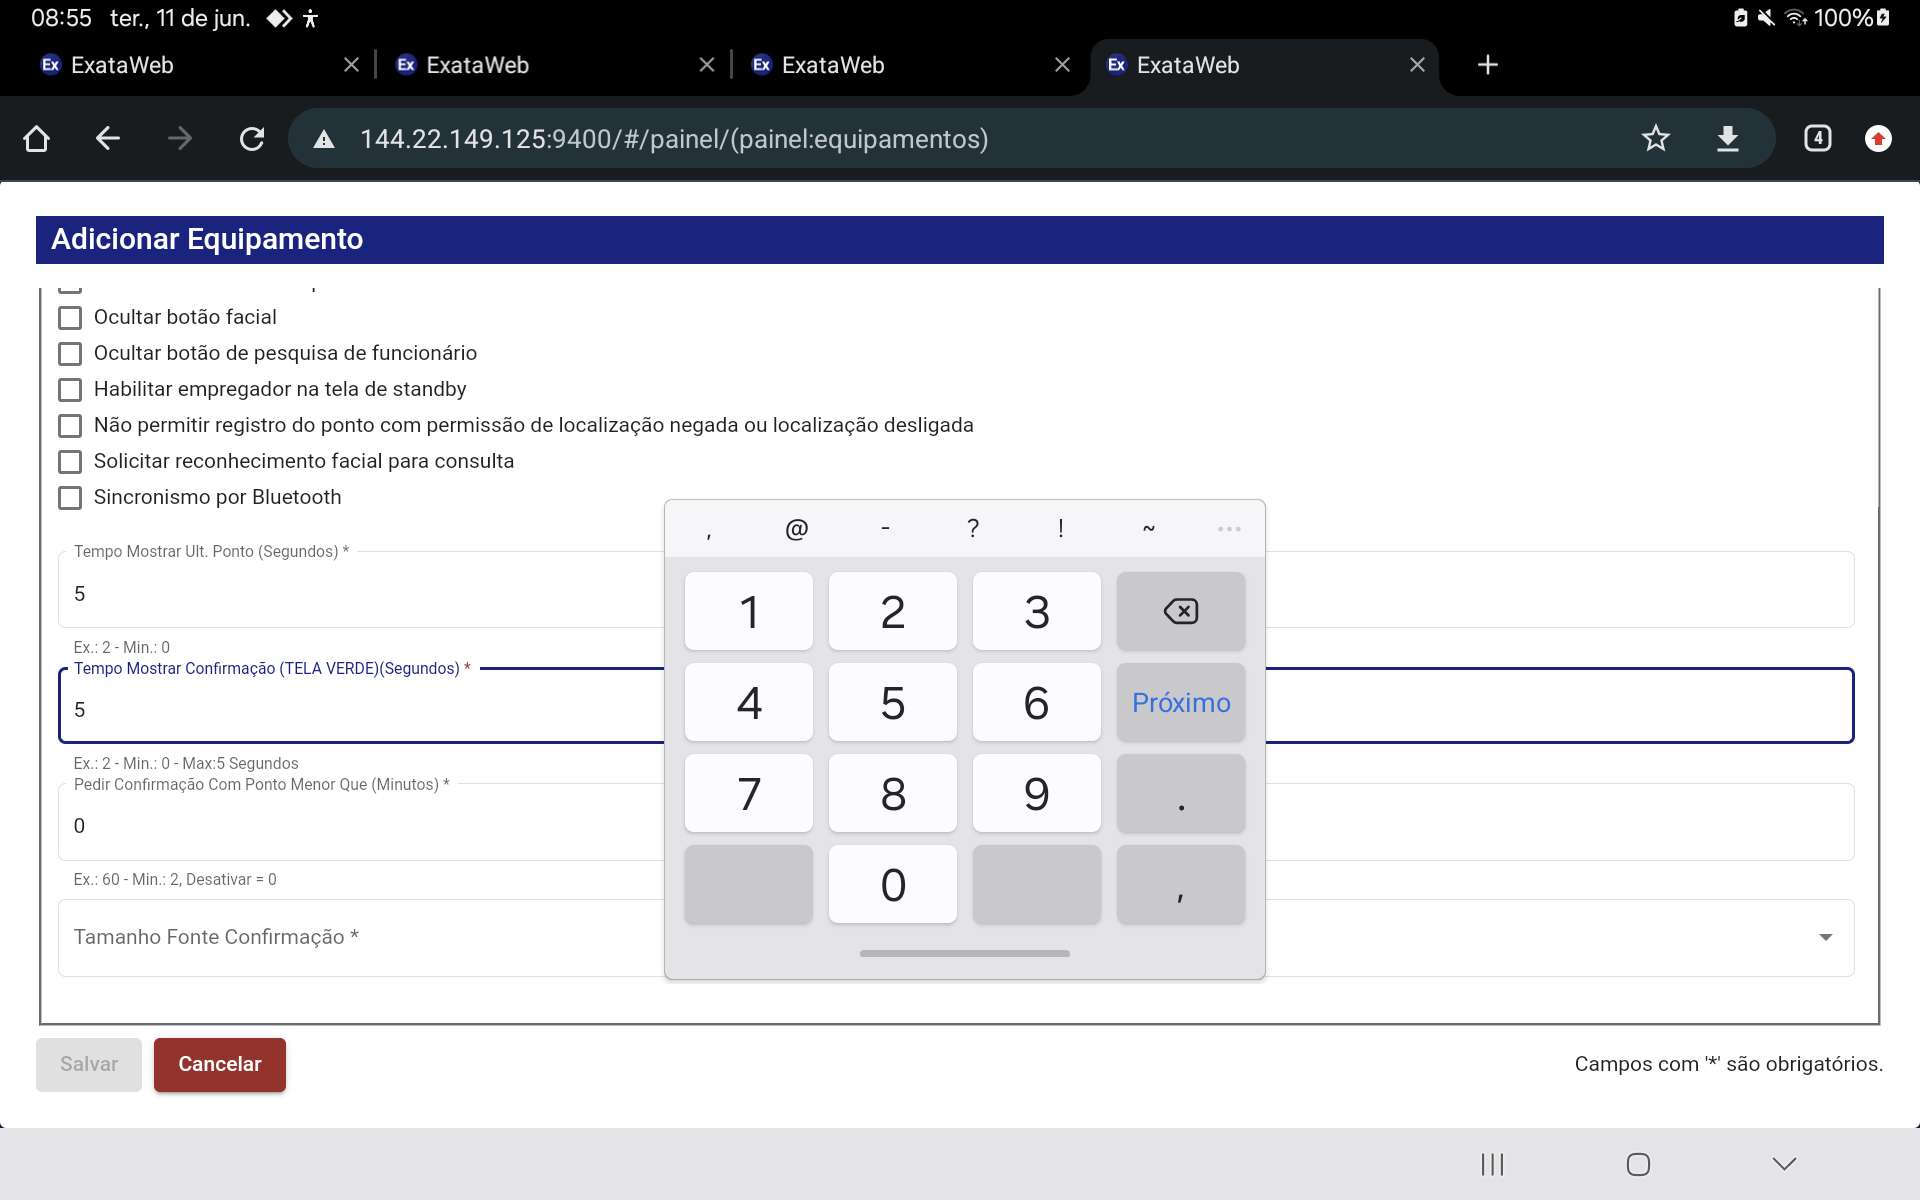 08:55 ter., 11 de jun.
100%
Ex ExataWeb
Ex ExataWeb
Ex ExataWeb
Ex ExataWeb
144.22.149.125:9400/#/painel/(painel:equipamentos)
4
Adicionar Equipamento
Ocultar botão facial
Ocultar botão de pesquisa de funcionário
Habilitar empregador na tela de standby
Não permitir registro do ponto com permissão de localização negada ou localização desligada
Solicitar reconhecimento facial para consulta
Sincronismo por Bluetooth
Tempo Mostrar Ult. Ponto (Segundos) *
5
Ex.: 2 - Min.: 0
Tempo Mostrar Confirmação (TELA VERDE)(Segundos) *
5
Ex.: 2 - Min.: 0 - Max:5 Segundos
Pedir Confirmação Com Ponto Menor Que (Minutos) *
0
Ex.: 60 - Min.: 2, Desativar = 0
Tamanho Fonte Confirmação *
, @ - ? ! ~ ...
1 2 3
4 5 6 Próximo
7 8 9 .
0 ,
Salvar
Cancelar
Campos com '*' são obrigatórios.